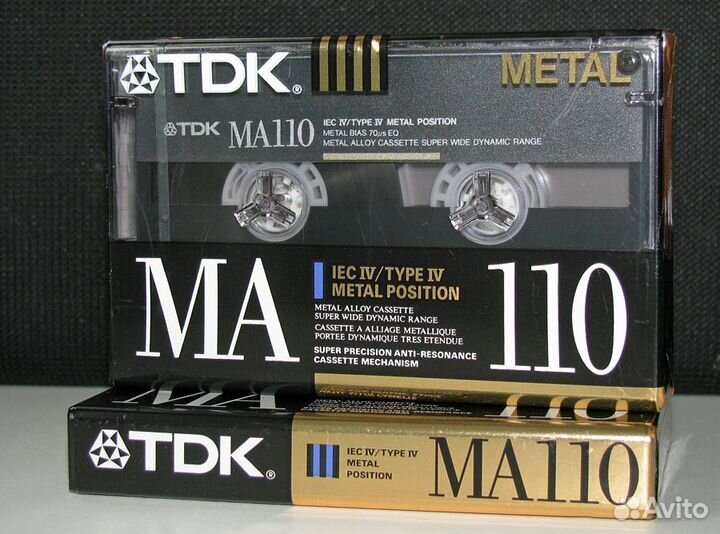 TDK®
METAL
TDK MA110
IEC IV/TYPE IV METAL POSITION
METAL BIAS 70µs EQ
METAL ALLOY CASSETTE SUPER WIDE DYNAMIC RANGE
MA
IEC IV/TYPE IV
METAL POSITION
METAL ALLOY CASSETTE
SUPER WIDE DYNAMIC RANGE
CASSETTE A ALLIAGE METALLIQUE
PORTEE DYNAMIQUE TRES ETENDUE
SUPER PRECISION ANTI-RESONANCE
CASSETTE MECHANISM
110
MA
110
TDK®
IEC IV/TYPE IV
METAL
POSITION
MA110
Avito